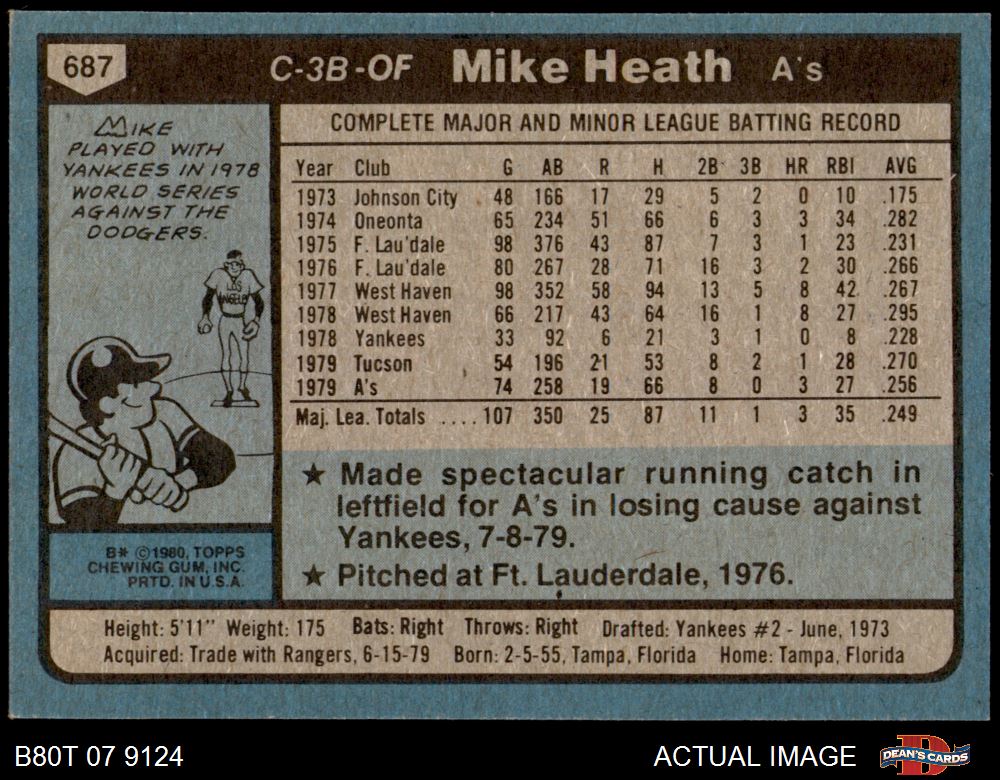 687 C-3B-OF Mike Heath A's
MIKE
PLAYED WITH
YANKEES IN 1978
WORLD SERIES
AGAINST THE
DODGERS.
LOS
ANGELES
B* ©1980, TOPPS
CHEWING GUM, INC.
PRTD. IN U.S.A.
COMPLETE MAJOR AND MINOR LEAGUE BATTING RECORD
Year Club G AB R H 2B 3B HR RBI AVG
1973 Johnson City 48 166 17 29 5 2 0 10 .175
1974 Oneonta 65 234 51 66 6 3 3 34 .282
1975 F. Lau'dale 98 376 43 87 7 3 1 23 .231
1976 F. Lau'dale 80 267 28 71 16 3 2 30 .266
1977 West Haven 98 352 58 94 13 5 8 42 .267
1978 West Haven 66 217 43 64 16 1 8 27 .295
1978 Yankees 33 92 6 21 3 1 0 8 .228
1979 Tucson 54 196 21 53 8 2 1 28 .270
1979 A's 74 258 19 66 8 0 3 27 .256
Maj. Lea. Totals .... 107 350 25 87 11 1 3 35 .249
★ Made spectacular running catch in
leftfield for A's in losing cause against
Yankees, 7-8-79.
★ Pitched at Ft. Lauderdale, 1976.
Height: 5'11" Weight: 175 Bats: Right Throws: Right Drafted: Yankees #2 - June, 1973
Acquired: Trade with Rangers, 6-15-79 Born: 2-5-55, Tampa, Florida Home: Tampa, Florida
B80T 07 9124 ACTUAL IMAGE DEAN'S CARDS